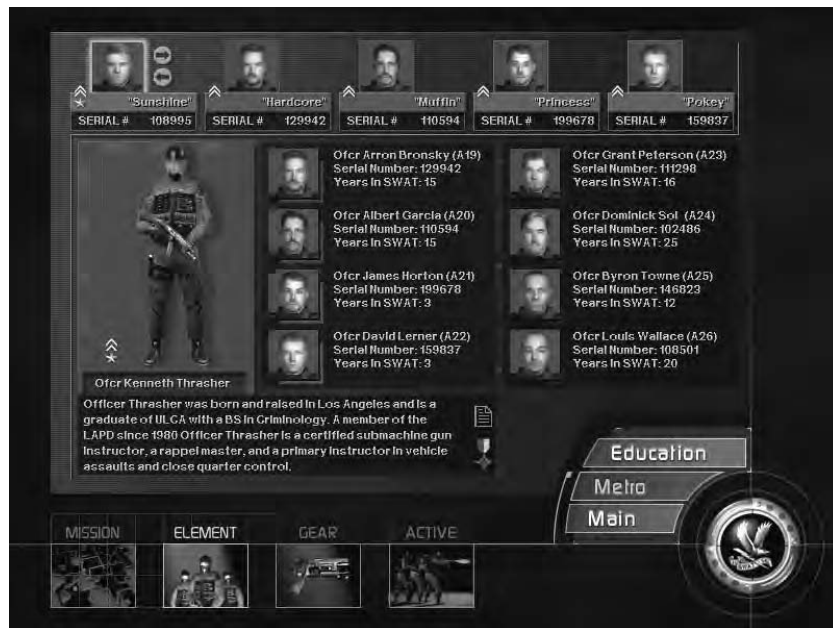 "Sunshine"
SERIAL # 108995
"Hardcore"
SERIAL # 129942
"Muffin"
SERIAL # 110594
"Princess"
SERIAL # 199678
"Pokey"
SERIAL # 159837
Ofcr Arron Bronsky (A19)
Serial Number: 129942
Years In SWAT: 15
Ofcr Albert Garcia (A20)
Serial Number: 110594
Years In SWAT: 15
Ofcr James Horton (A21)
Serial Number: 199678
Years In SWAT: 3
Ofcr David Lerner (A22)
Serial Number: 159837
Years In SWAT: 3
Ofcr Grant Peterson (A23)
Serial Number: 111298
Years In SWAT: 16
Ofcr Dominick Sol (A24)
Serial Number: 102486
Years In SWAT: 25
Ofcr Byron Towne (A25)
Serial Number: 146823
Years In SWAT: 12
Ofcr Louis Wallace (A26)
Serial Number: 108501
Years In SWAT: 20
Ofcr Kenneth Thrasher
Officer Thrasher was born and raised in Los Angeles and is a
graduate of ULCA with a BS in Criminology. A member of the
LAPD since 1980 Officer Thrasher is a certified submachine gun
instructor, a rappel master, and a primary instructor in vehicle
assaults and close quarter control.
Education
Metro
Main
MISSION
ELEMENT
GEAR
ACTIVE
SWAT